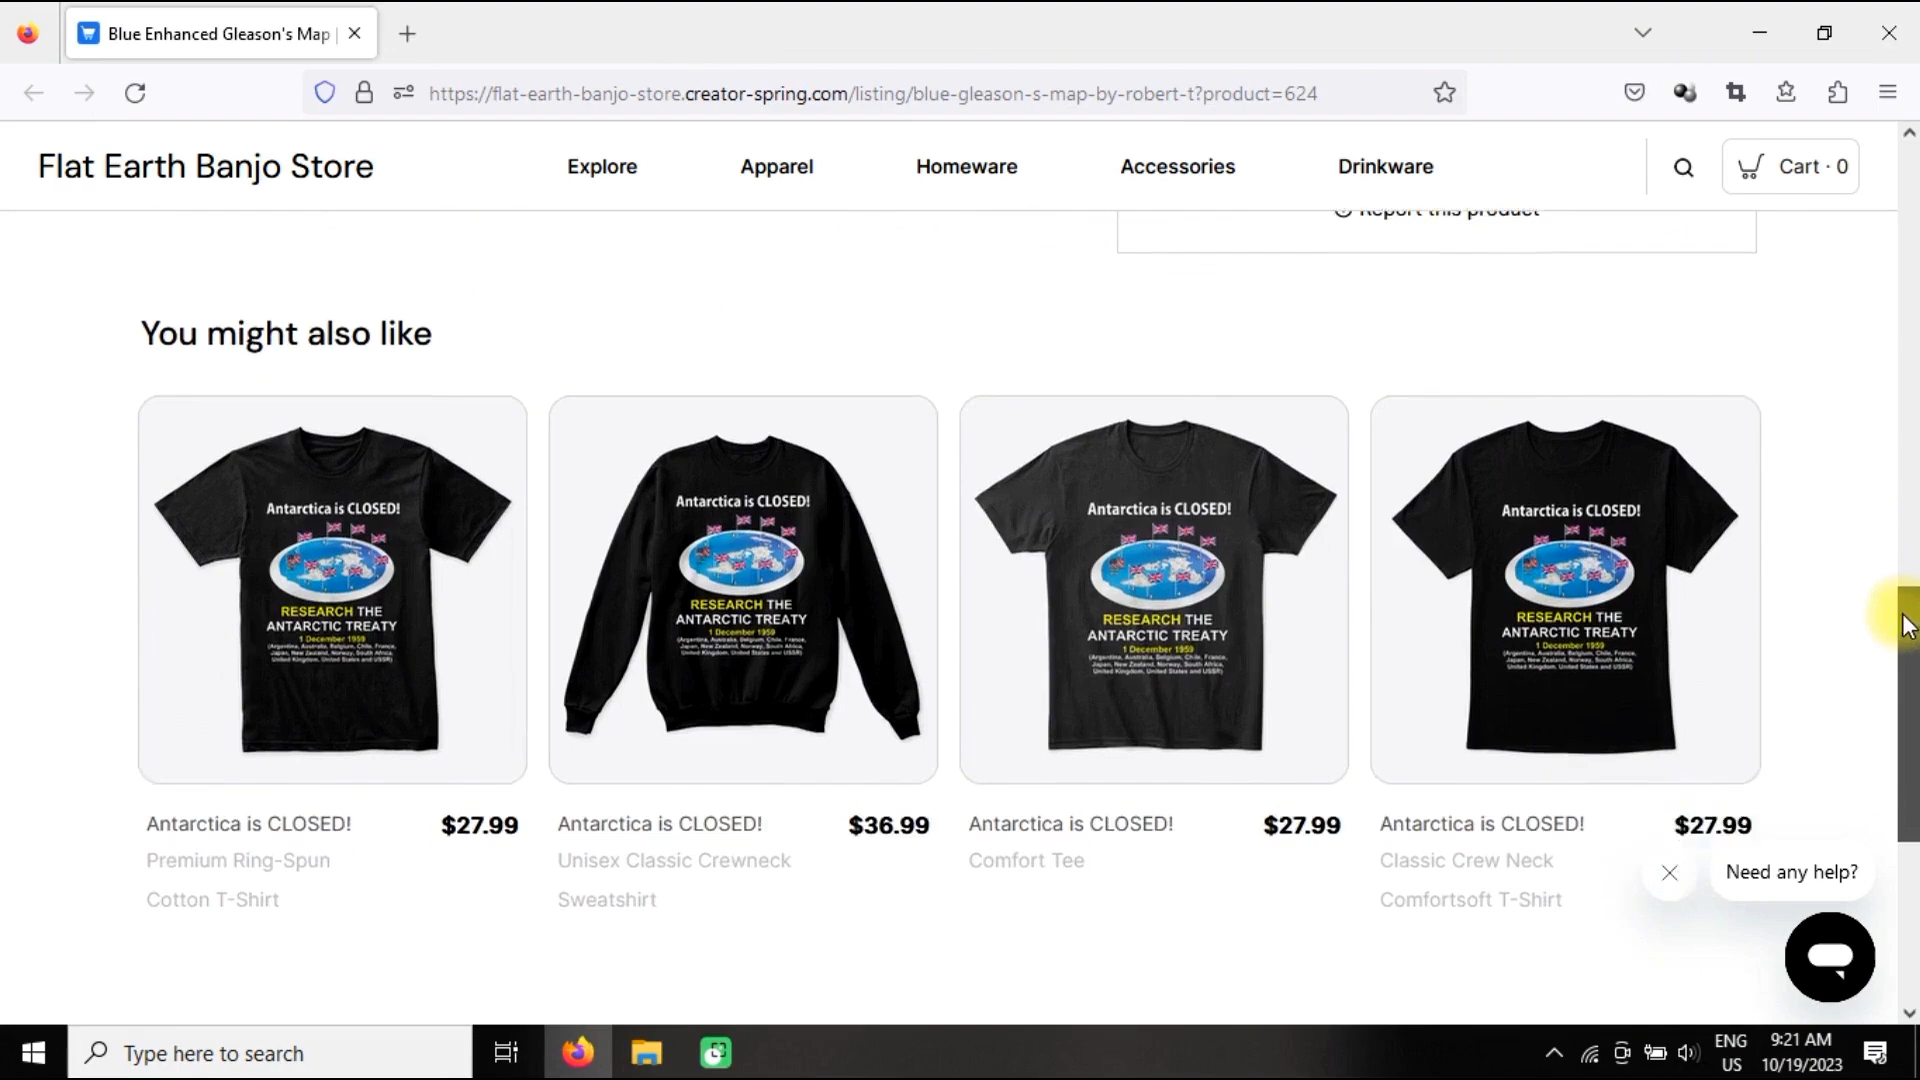 Blue Enhanced Gleason's Map |
https://flat-earth-banjo-store.creator-spring.com/listing/blue-gleason-s-map-by-robert-t?product=624
Flat Earth Banjo Store
Explore
Apparel
Homeware
Accessories
Drinkware
Cart · 0
Report this product
You might also like
Antarctica is CLOSED!
RESEARCH THE
ANTARCTIC TREATY
1 December 1959
(Argentina, Australia, Belgium, Chile, France,
Japan, New Zealand, Norway, South Africa,
United Kingdom, United States and USSR)
Antarctica is CLOSED!
RESEARCH THE
ANTARCTIC TREATY
1 December 1959
(Argentina, Australia, Belgium, Chile, France,
Japan, New Zealand, Norway, South Africa,
United Kingdom, United States and USSR)
Antarctica is CLOSED!
RESEARCH THE
ANTARCTIC TREATY
1 December 1959
(Argentina, Australia, Belgium, Chile, France,
Japan, New Zealand, Norway, South Africa,
United Kingdom, United States and USSR)
Antarctica is CLOSED!
RESEARCH THE
ANTARCTIC TREATY
1 December 1959
(Argentina, Australia, Belgium, Chile, France,
Japan, New Zealand, Norway, South Africa,
United Kingdom, United States and USSR)
Antarctica is CLOSED! $27.99
Premium Ring-Spun
Cotton T-Shirt
Antarctica is CLOSED! $36.99
Unisex Classic Crewneck
Sweatshirt
Antarctica is CLOSED! $27.99
Comfort Tee
Antarctica is CLOSED! $27.99
Classic Crew Neck
Comfortsoft T-Shirt
Need any help?
Type here to search
ENG
US
9:21 AM
10/19/2023